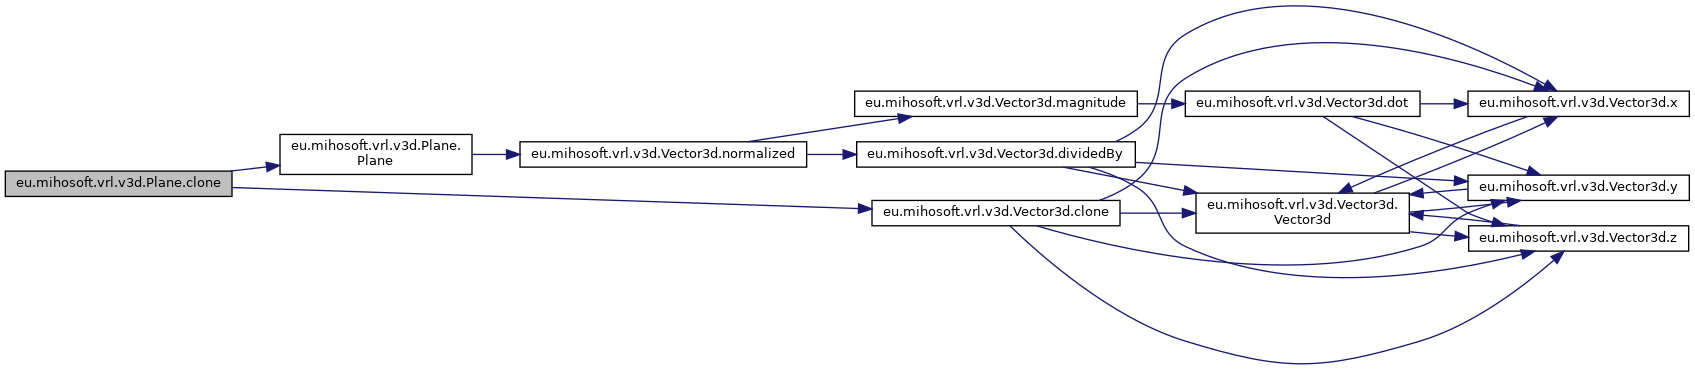 eu.mihosoft.vrl.v3d.Plane.clone
eu.mihosoft.vrl.v3d.Plane.
Plane
eu.mihosoft.vrl.v3d.Vector3d.normalized
eu.mihosoft.vrl.v3d.Vector3d.magnitude
eu.mihosoft.vrl.v3d.Vector3d.dividedBy
eu.mihosoft.vrl.v3d.Vector3d.clone
eu.mihosoft.vrl.v3d.Vector3d.dot
eu.mihosoft.vrl.v3d.Vector3d.
Vector3d
eu.mihosoft.vrl.v3d.Vector3d.x
eu.mihosoft.vrl.v3d.Vector3d.y
eu.mihosoft.vrl.v3d.Vector3d.z